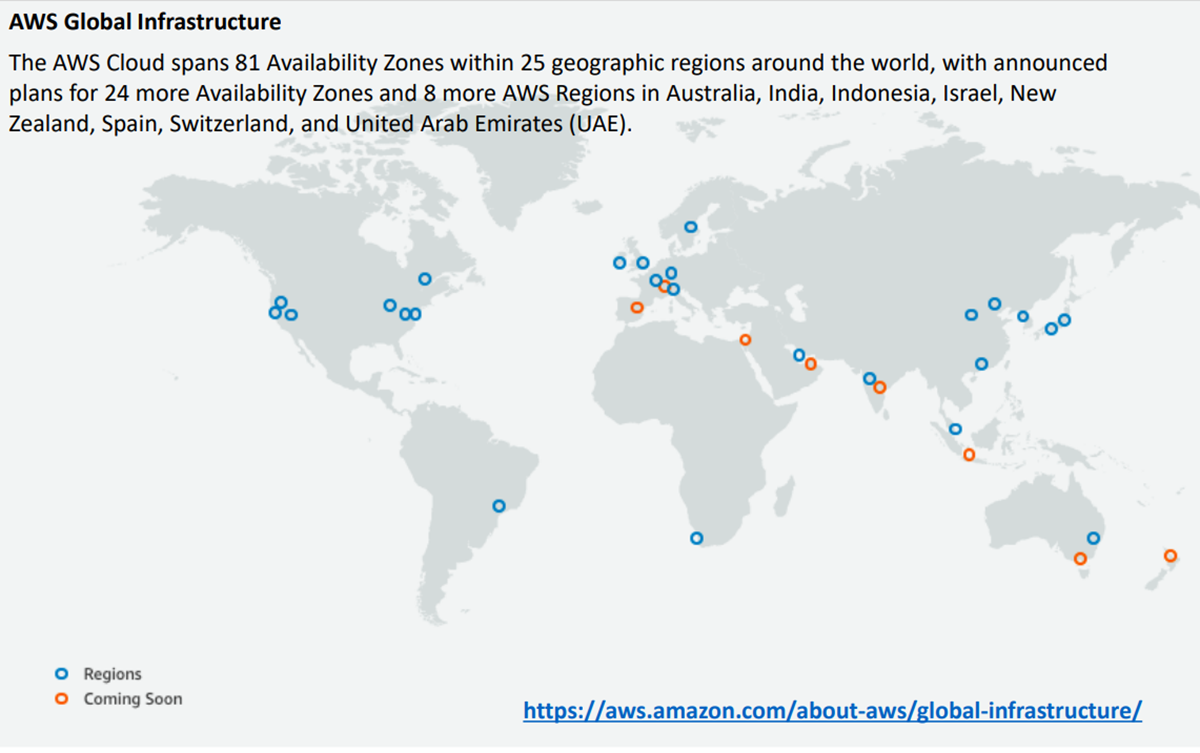 AWS Global Infrastructure
The AWS Cloud spans 81 Availability Zones within 25 geographic regions around the world, with announced
plans for 24 more Availability Zones and 8 more AWS Regions in Australia, India, Indonesia, Israel, New
Zealand, Spain, Switzerland, and United Arab Emirates (UAE).
Regions
Coming Soon
https://aws.amazon.com/about-aws/global-infrastructure/